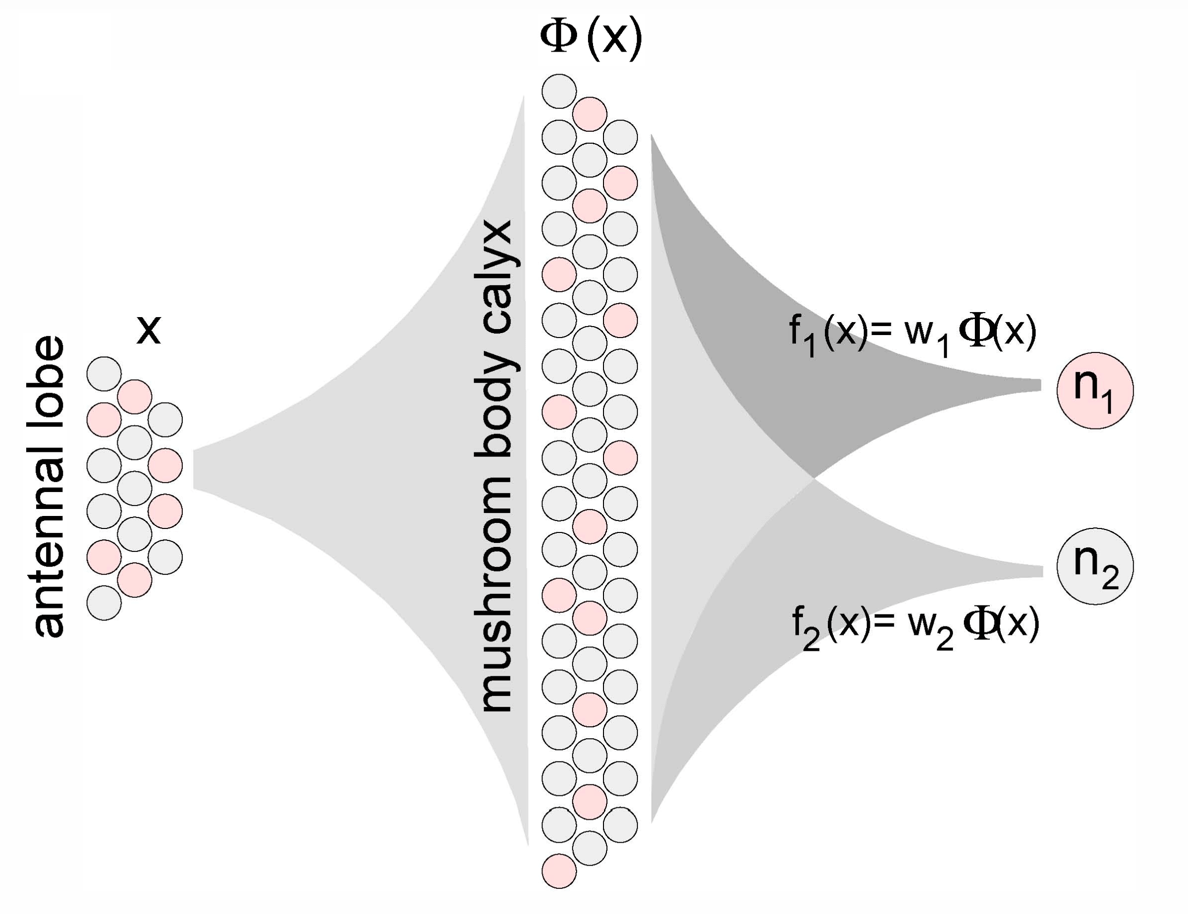 antennal lobe
x
mushroom body calyx
Φ (x)
f₁(x)= w₁ Φ(x)
n₁
f₂(x)= w₂ Φ(x)
n₂